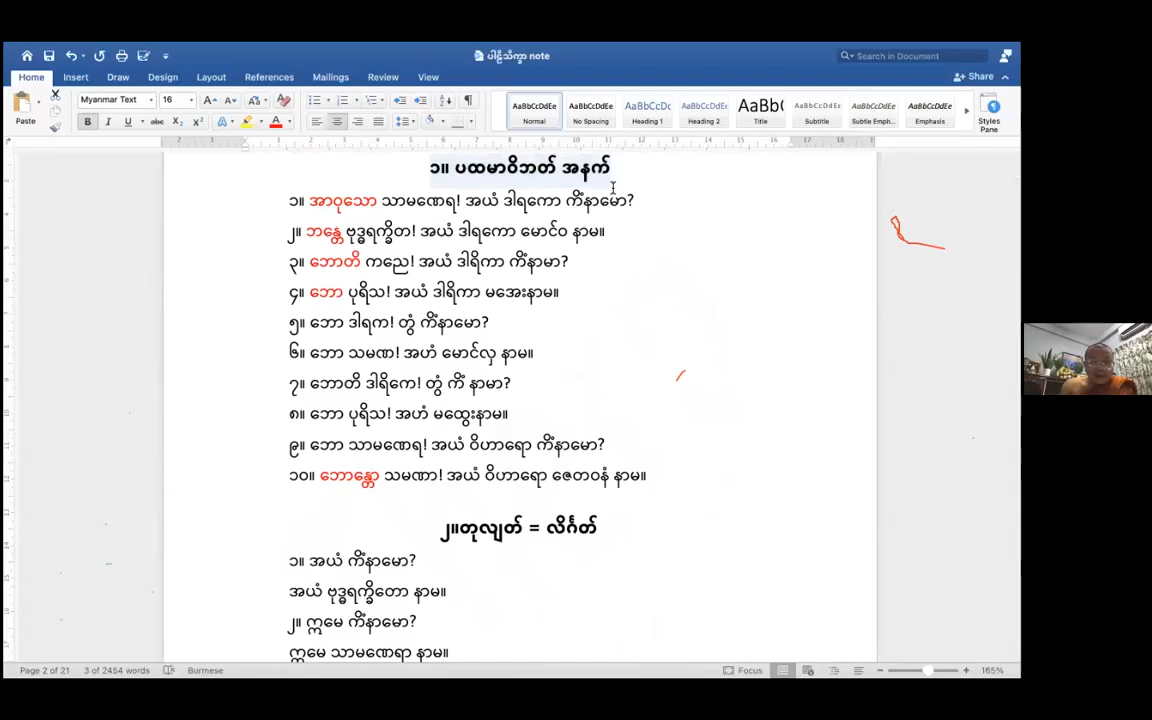 ပါဠိသိက္ခာ note
Search in Document
Home Insert Draw Design Layout References Mailings Review View
Share
Paste
Myanmar Text 16
AaBbCcDdEe AaBbCcDdEe AaBbCcDc AaBbCcDdEe AaBb( AaBbCcDdEe AaBbCcDdEe AaBbCcDdEe
Normal No Spacing Heading 1 Heading 2 Title Subtitle Subtle Emph... Emphasis
Styles Pane
၁။ ပထမာဝိဘတ် အနက်
၁။ အာဝုသော သာမဏေရ! အယံ ဒါရကော ကိံနာမော?
၂။ ဘန္တေ ဗုဒ္ဓရက္ခိတ! အယံ ဒါရကော မောင်ဝ နာမ။
၃။ ဘောတိ ကညေ! အယံ ဒါရိကာ ကိံနာမာ?
၄။ ဘော ပုရိသ! အယံ ဒါရိကာ မအေးနာမ။
၅။ ဘော ဒါရက! တွံ ကိံနာမော?
၆။ ဘော သမဏ! အဟံ မောင်လှ နာမ။
၇။ ဘောတိ ဒါရိကေ! တွံ ကိံ နာမာ?
၈။ ဘော ပုရိသ! အဟံ မထွေးနာမ။
၉။ ဘော သာမဏေရ! အယံ ဝိဟာရော ကိံနာမော?
၁၀။ ဘောန္တော သမဏာ! အယံ ဝိဟာရော ဇေတဝနံ နာမ။
၂။တုလျတ် = လိင်္ဂတ်
၁။ အယံ ကိံနာမော?
အယံ ဗုဒ္ဓရက္ခိတော နာမ။
၂။ ဣမေ ကိံနာမော?
ဣမေ သာမဏေရာ နာမ။
Page 2 of 21 3 of 2454 words Burmese Focus 165%